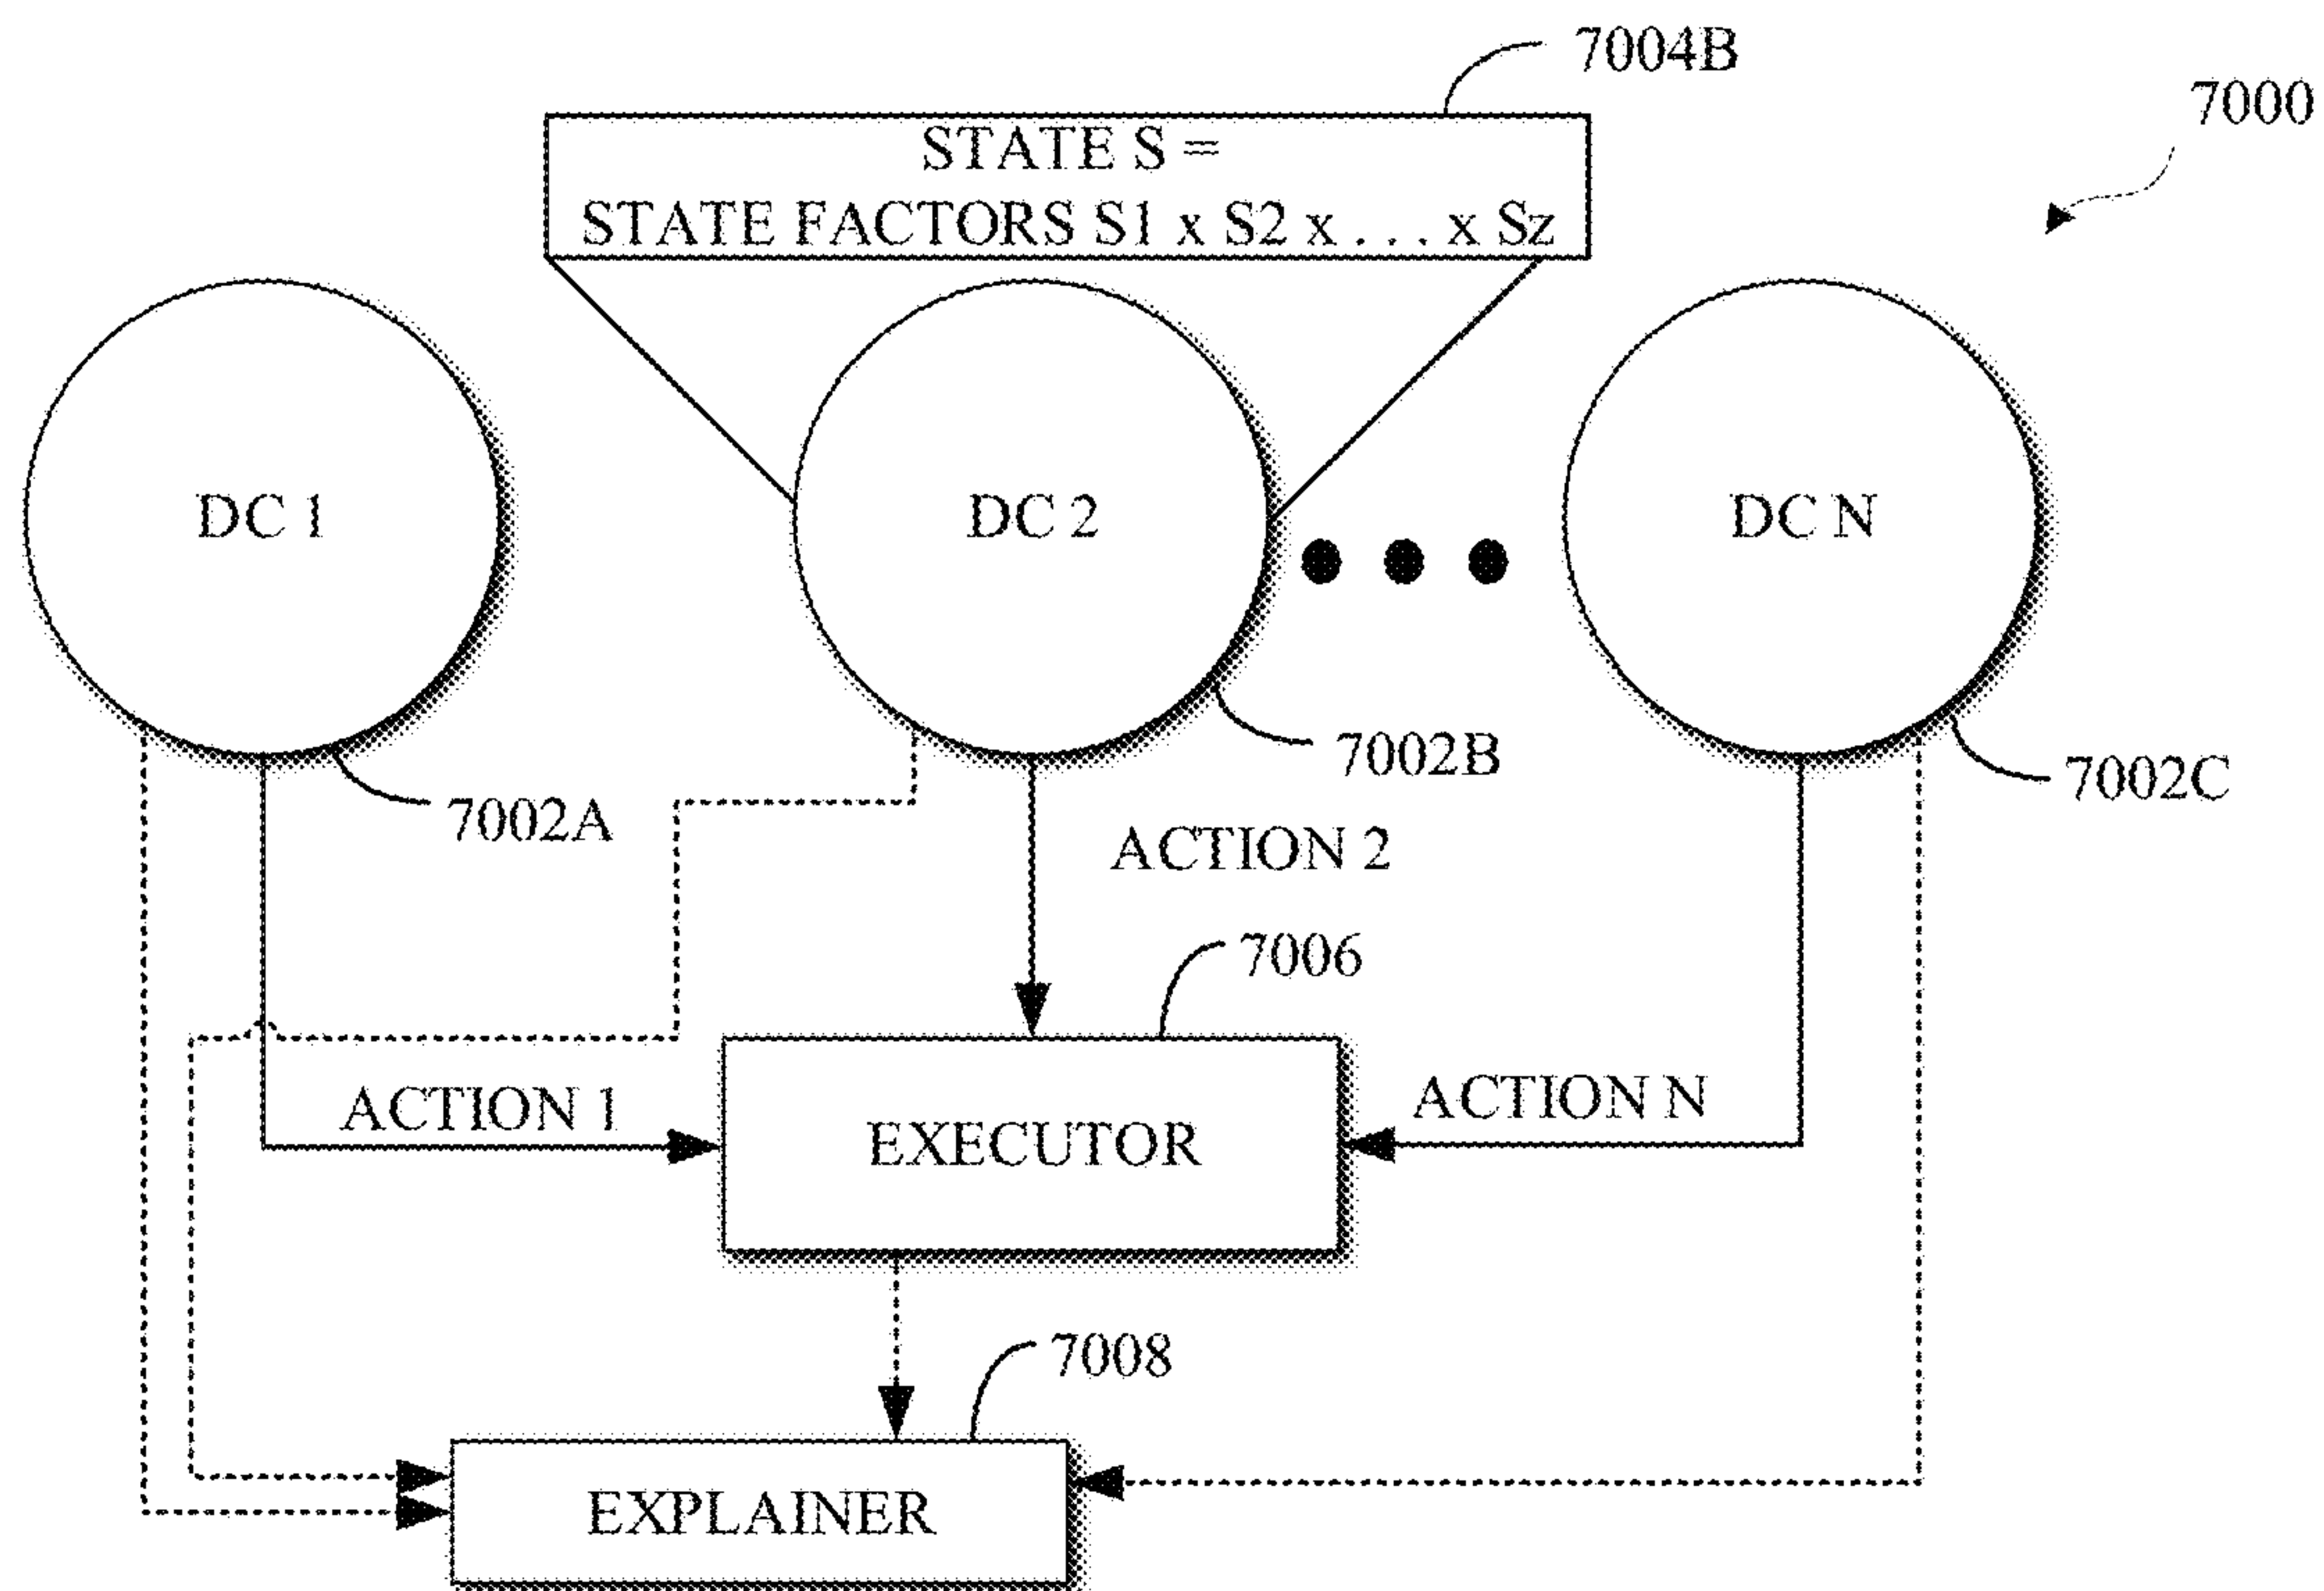 7004B
7000
STATE S =
STATE FACTORS S1 x S2 x . . . x Sz
DC 1
DC 2
DC N
7002A
7002B
7002C
ACTION 2
7006
ACTION 1
EXECUTOR
ACTION N
7008
EXPLAINER